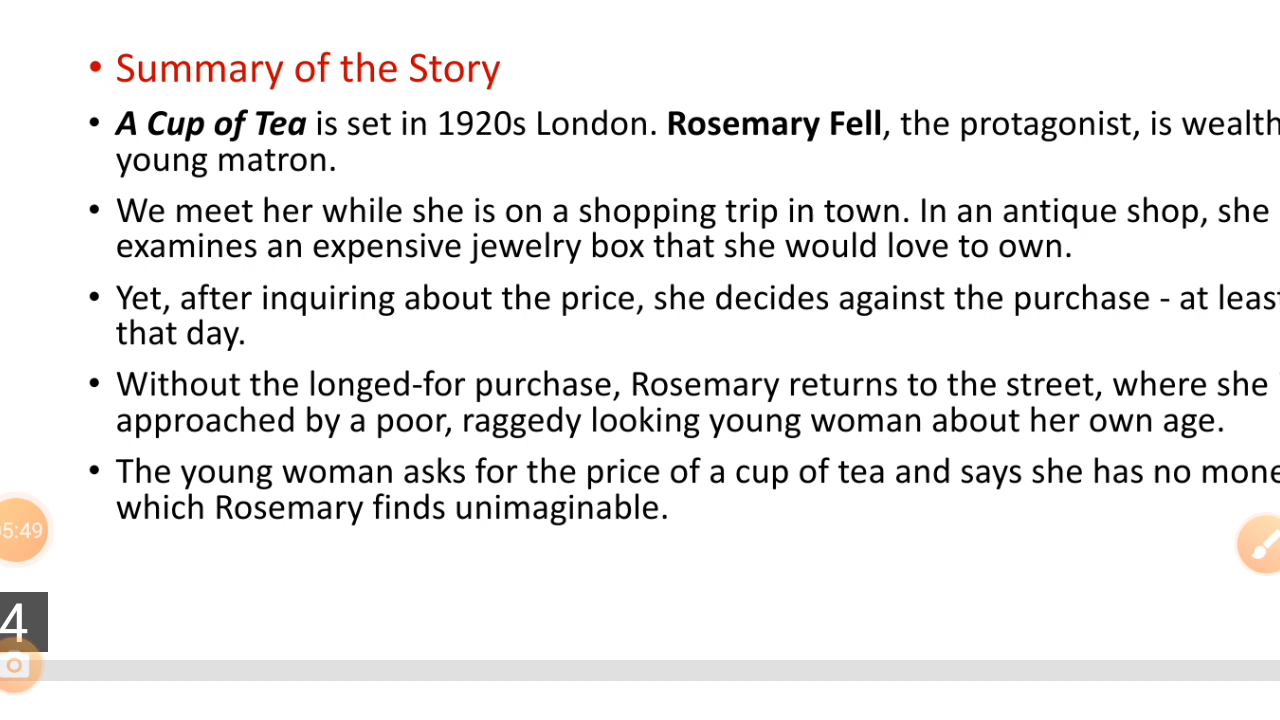 • Summary of the Story
• A Cup of Tea is set in 1920s London. Rosemary Fell, the protagonist, is wealth
young matron.
• We meet her while she is on a shopping trip in town. In an antique shop, she
examines an expensive jewelry box that she would love to own.
• Yet, after inquiring about the price, she decides against the purchase - at least
that day.
• Without the longed-for purchase, Rosemary returns to the street, where she
approached by a poor, raggedy looking young woman about her own age.
• The young woman asks for the price of a cup of tea and says she has no mone
which Rosemary finds unimaginable.
05:49
4